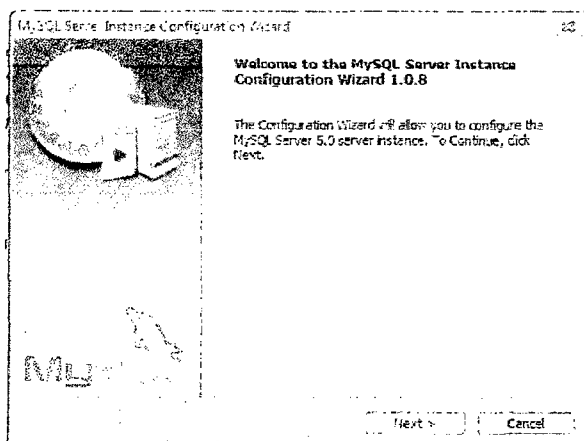 MySQL Server Instance Configuration Wizard
Welcome to the MySQL Server Instance
Configuration Wizard 1.0.8
The Configuration Wizard will allow you to configure the
MySQL Server 5.0 server instance. To Continue, click
Next.
My
Next >
Cancel